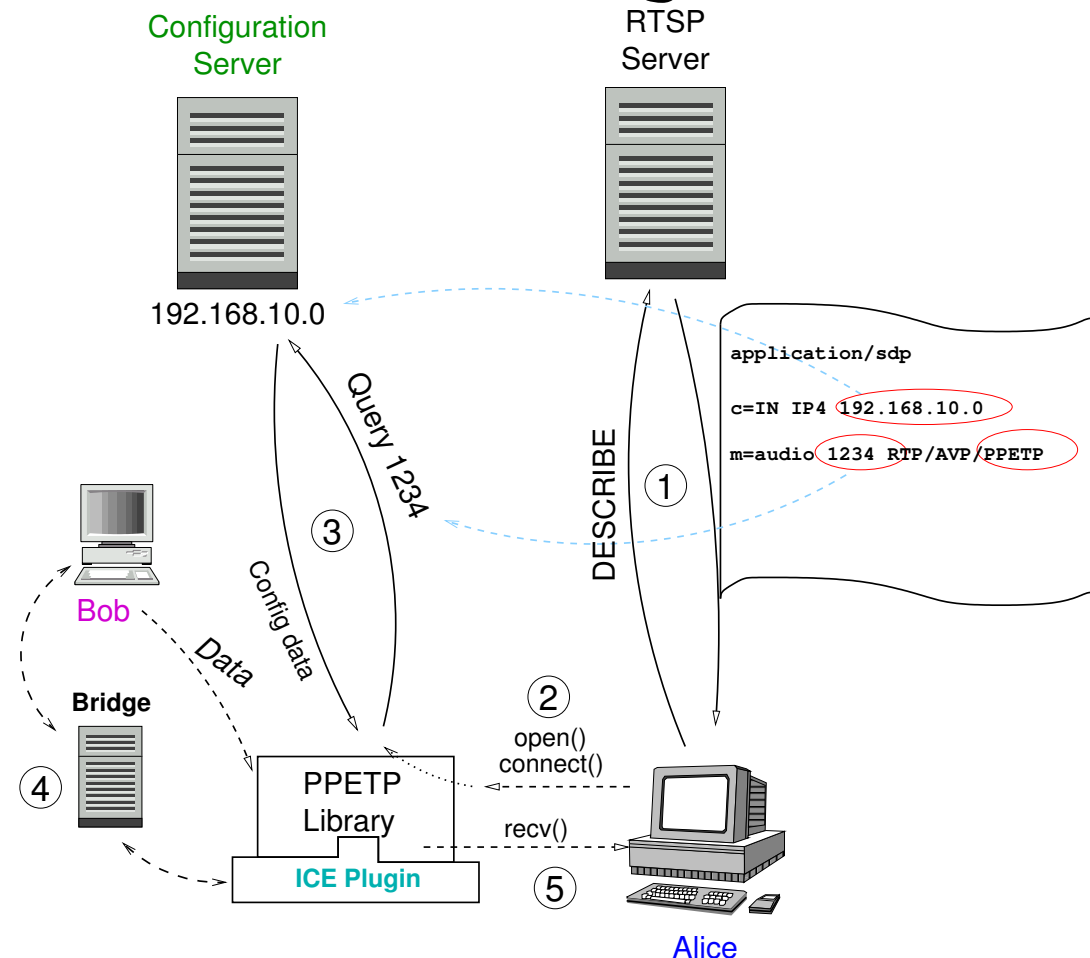 Configuration
Server
RTSP
Server
192.168.10.0
application/sdp
c=IN IP4 192.168.10.0
m=audio 1234 RTP/AVP/PPETP
Query 1234
DESCRIBE
1
3
Config data
Bob
Data
Bridge
2
open()
connect()
4
PPETP
Library
recv()
ICE Plugin
5
Alice